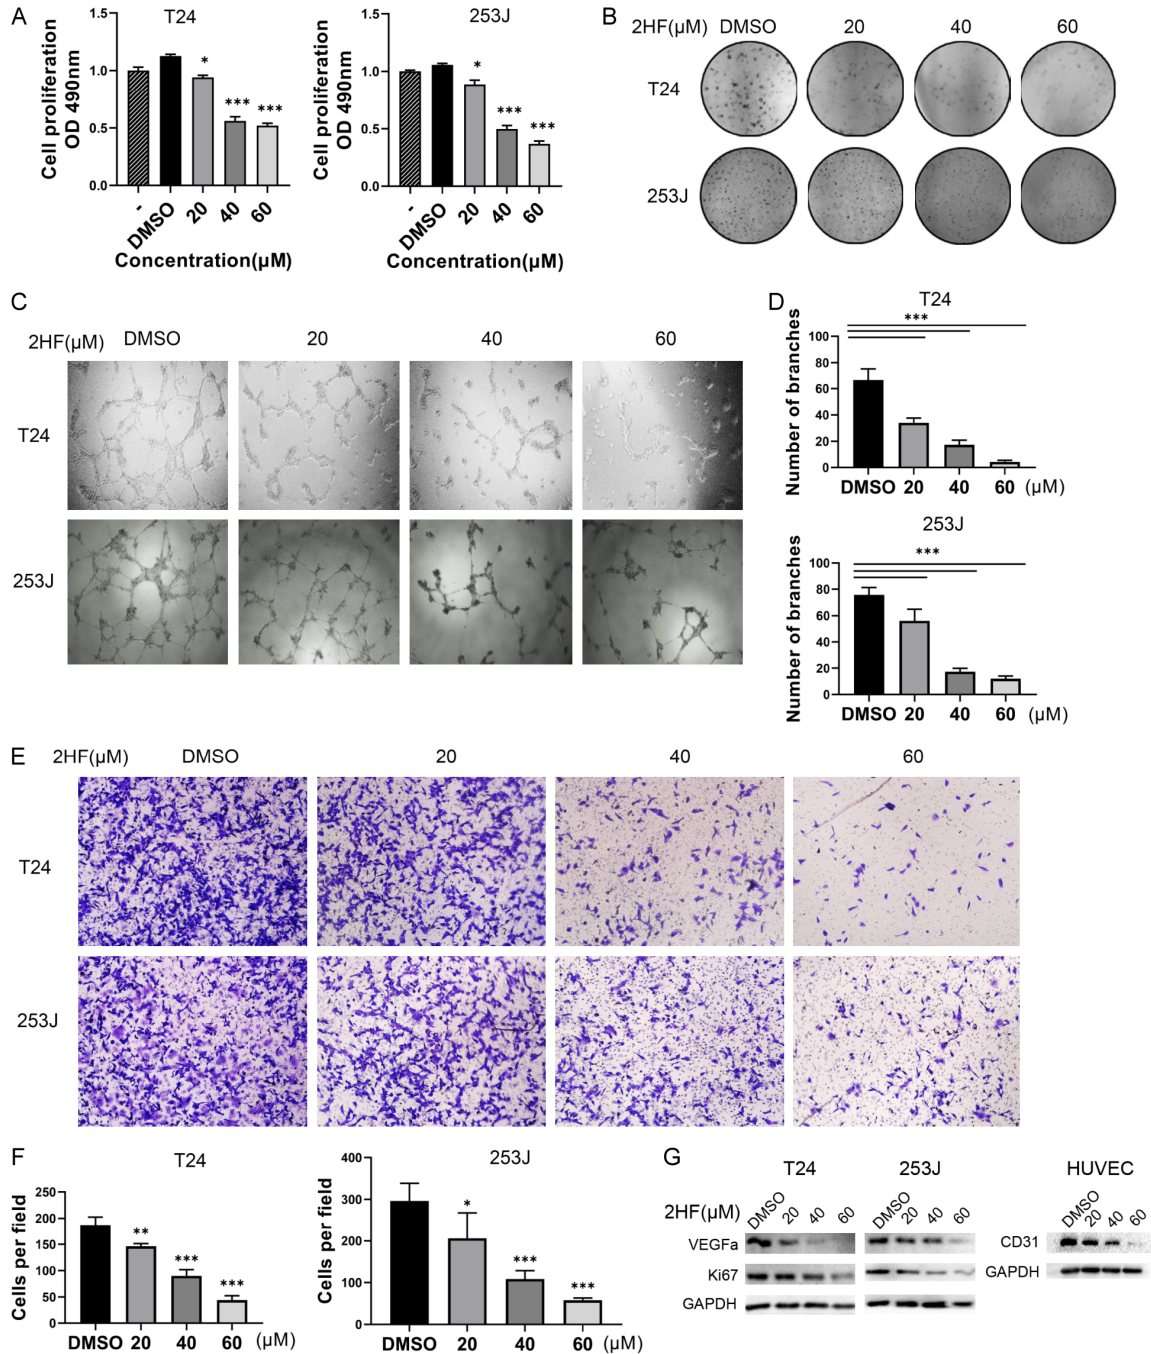 A
T24
Cell proliferation
OD 490nm
1.5
1.0
0.5
0.0
*
***
***
-
DMSO
20
40
60
Concentration(μM)
253J
Cell proliferation
OD 490nm
1.5
1.0
0.5
0.0
*
***
***
-
DMSO
20
40
60
Concentration(μM)
B
2HF(μM) DMSO 20 40 60
T24
253J
C
2HF(μM) DMSO 20 40 60
T24
253J
D
T24
Number of branches
100
80
60
40
20
0
***
DMSO 20 40 60 (μM)
253J
Number of branches
100
80
60
40
20
0
***
DMSO 20 40 60 (μM)
E
2HF(μM) DMSO 20 40 60
T24
253J
F
T24
Cells per field
250
200
150
100
50
0
**
***
***
DMSO 20 40 60 (μM)
253J
Cells per field
400
300
200
100
0
*
***
***
DMSO 20 40 60 (μM)
G
T24 253J HUVEC
2HF(μM) DMSO 20 40 60 DMSO 20 40 60 DMSO 20 40 60
VEGFa
Ki67
GAPDH
CD31
GAPDH